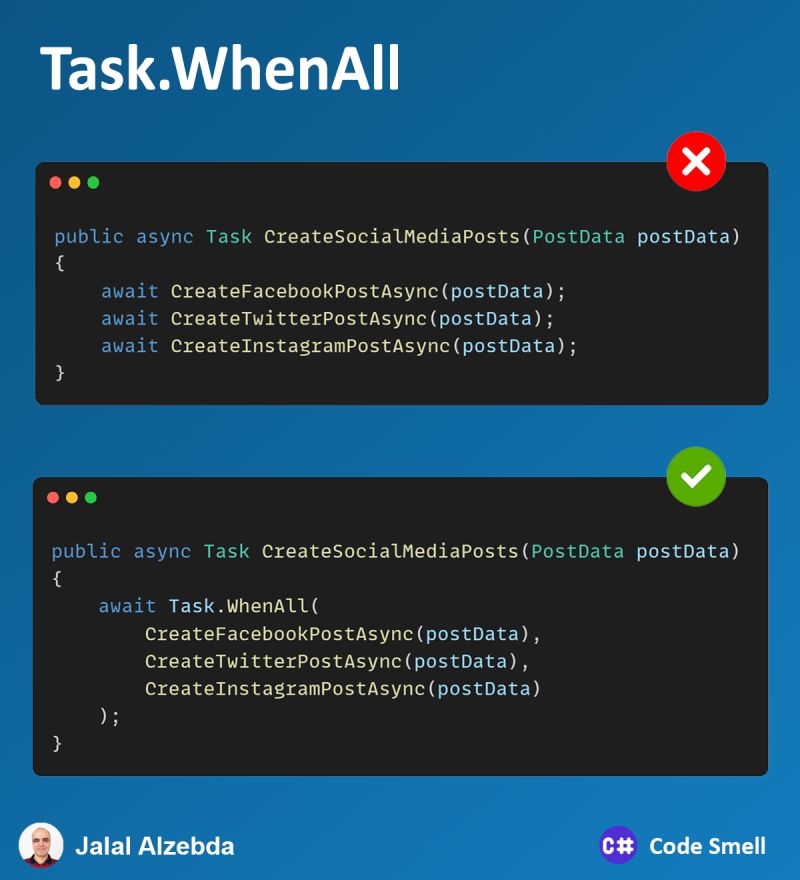 Task.WhenAll
public async Task CreateSocialMediaPosts(PostData postData)
{
    await CreateFacebookPostAsync(postData);
    await CreateTwitterPostAsync(postData);
    await CreateInstagramPostAsync(postData);
}
public async Task CreateSocialMediaPosts(PostData postData)
{
    await Task.WhenAll(
        CreateFacebookPostAsync(postData),
        CreateTwitterPostAsync(postData),
        CreateInstagramPostAsync(postData)
    );
}
Jalal Alzebda
C# Code Smell